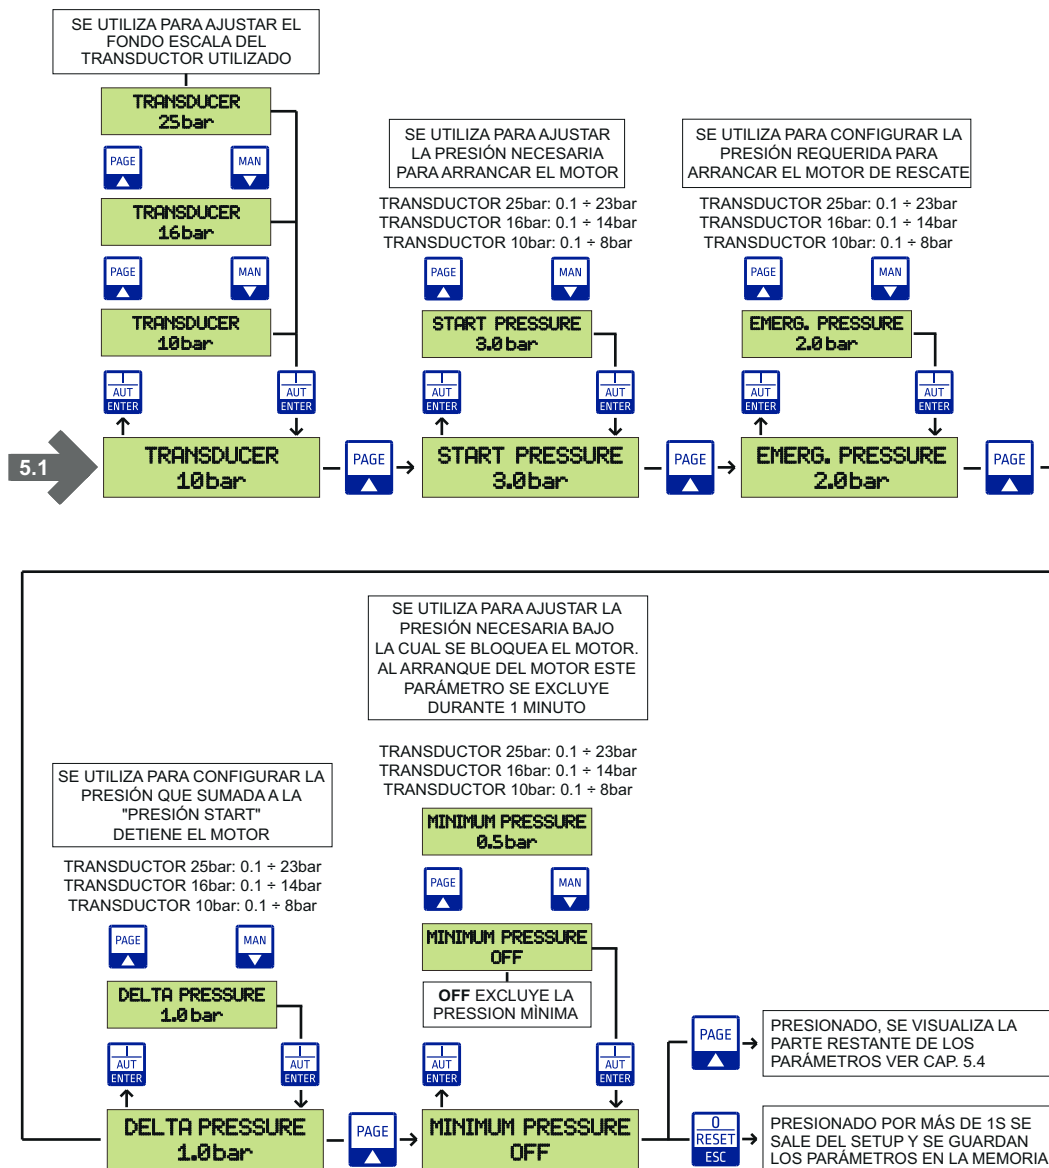 SE UTILIZA PARA AJUSTAR EL
FONDO ESCALA DEL
TRANSDUCTOR UTILIZADO
TRANSDUCER
25bar
PAGE
MAN
TRANSDUCER
16bar
PAGE
MAN
TRANSDUCER
10bar
I
AUT
ENTER
I
AUT
ENTER
5.1
TRANSDUCER
10bar
PAGE
SE UTILIZA PARA AJUSTAR
LA PRESIÓN NECESARIA
PARA ARRANCAR EL MOTOR
TRANSDUCTOR 25bar: 0.1 ÷ 23bar
TRANSDUCTOR 16bar: 0.1 ÷ 14bar
TRANSDUCTOR 10bar: 0.1 ÷ 8bar
PAGE
MAN
START PRESSURE
3.0 bar
I
AUT
ENTER
I
AUT
ENTER
START PRESSURE
3.0bar
PAGE
SE UTILIZA PARA CONFIGURAR LA
PRESIÓN REQUERIDA PARA
ARRANCAR EL MOTOR DE RESCATE
TRANSDUCTOR 25bar: 0.1 ÷ 23bar
TRANSDUCTOR 16bar: 0.1 ÷ 14bar
TRANSDUCTOR 10bar: 0.1 ÷ 8bar
PAGE
MAN
EMERG. PRESSURE
2.0 bar
I
AUT
ENTER
I
AUT
ENTER
EMERG. PRESSURE
2.0bar
PAGE
SE UTILIZA PARA CONFIGURAR LA
PRESIÓN QUE SUMADA A LA
"PRESIÓN START"
DETIENE EL MOTOR
TRANSDUCTOR 25bar: 0.1 ÷ 23bar
TRANSDUCTOR 16bar: 0.1 ÷ 14bar
TRANSDUCTOR 10bar: 0.1 ÷ 8bar
PAGE
MAN
DELTA PRESSURE
1.0 bar
I
AUT
ENTER
I
AUT
ENTER
DELTA PRESSURE
1.0bar
PAGE
SE UTILIZA PARA AJUSTAR LA
PRESIÓN NECESARIA BAJO
LA CUAL SE BLOQUEA EL MOTOR.
AL ARRANQUE DEL MOTOR ESTE
PARÁMETRO SE EXCLUYE
DURANTE 1 MINUTO
TRANSDUCTOR 25bar: 0.1 ÷ 23bar
TRANSDUCTOR 16bar: 0.1 ÷ 14bar
TRANSDUCTOR 10bar: 0.1 ÷ 8bar
MINIMUM PRESSURE
0.5bar
PAGE
MAN
MINIMUM PRESSURE
OFF
OFF EXCLUYE LA
PRESSION MÌNIMA
I
AUT
ENTER
I
AUT
ENTER
MINIMUM PRESSURE
OFF
PAGE
PRESIONADO, SE VISUALIZA LA
PARTE RESTANTE DE LOS
PARÁMETROS VER CAP. 5.4
0
RESET
ESC
PRESIONADO POR MÁS DE 1S SE
SALE DEL SETUP Y SE GUARDAN
LOS PARÁMETROS EN LA MEMORIA